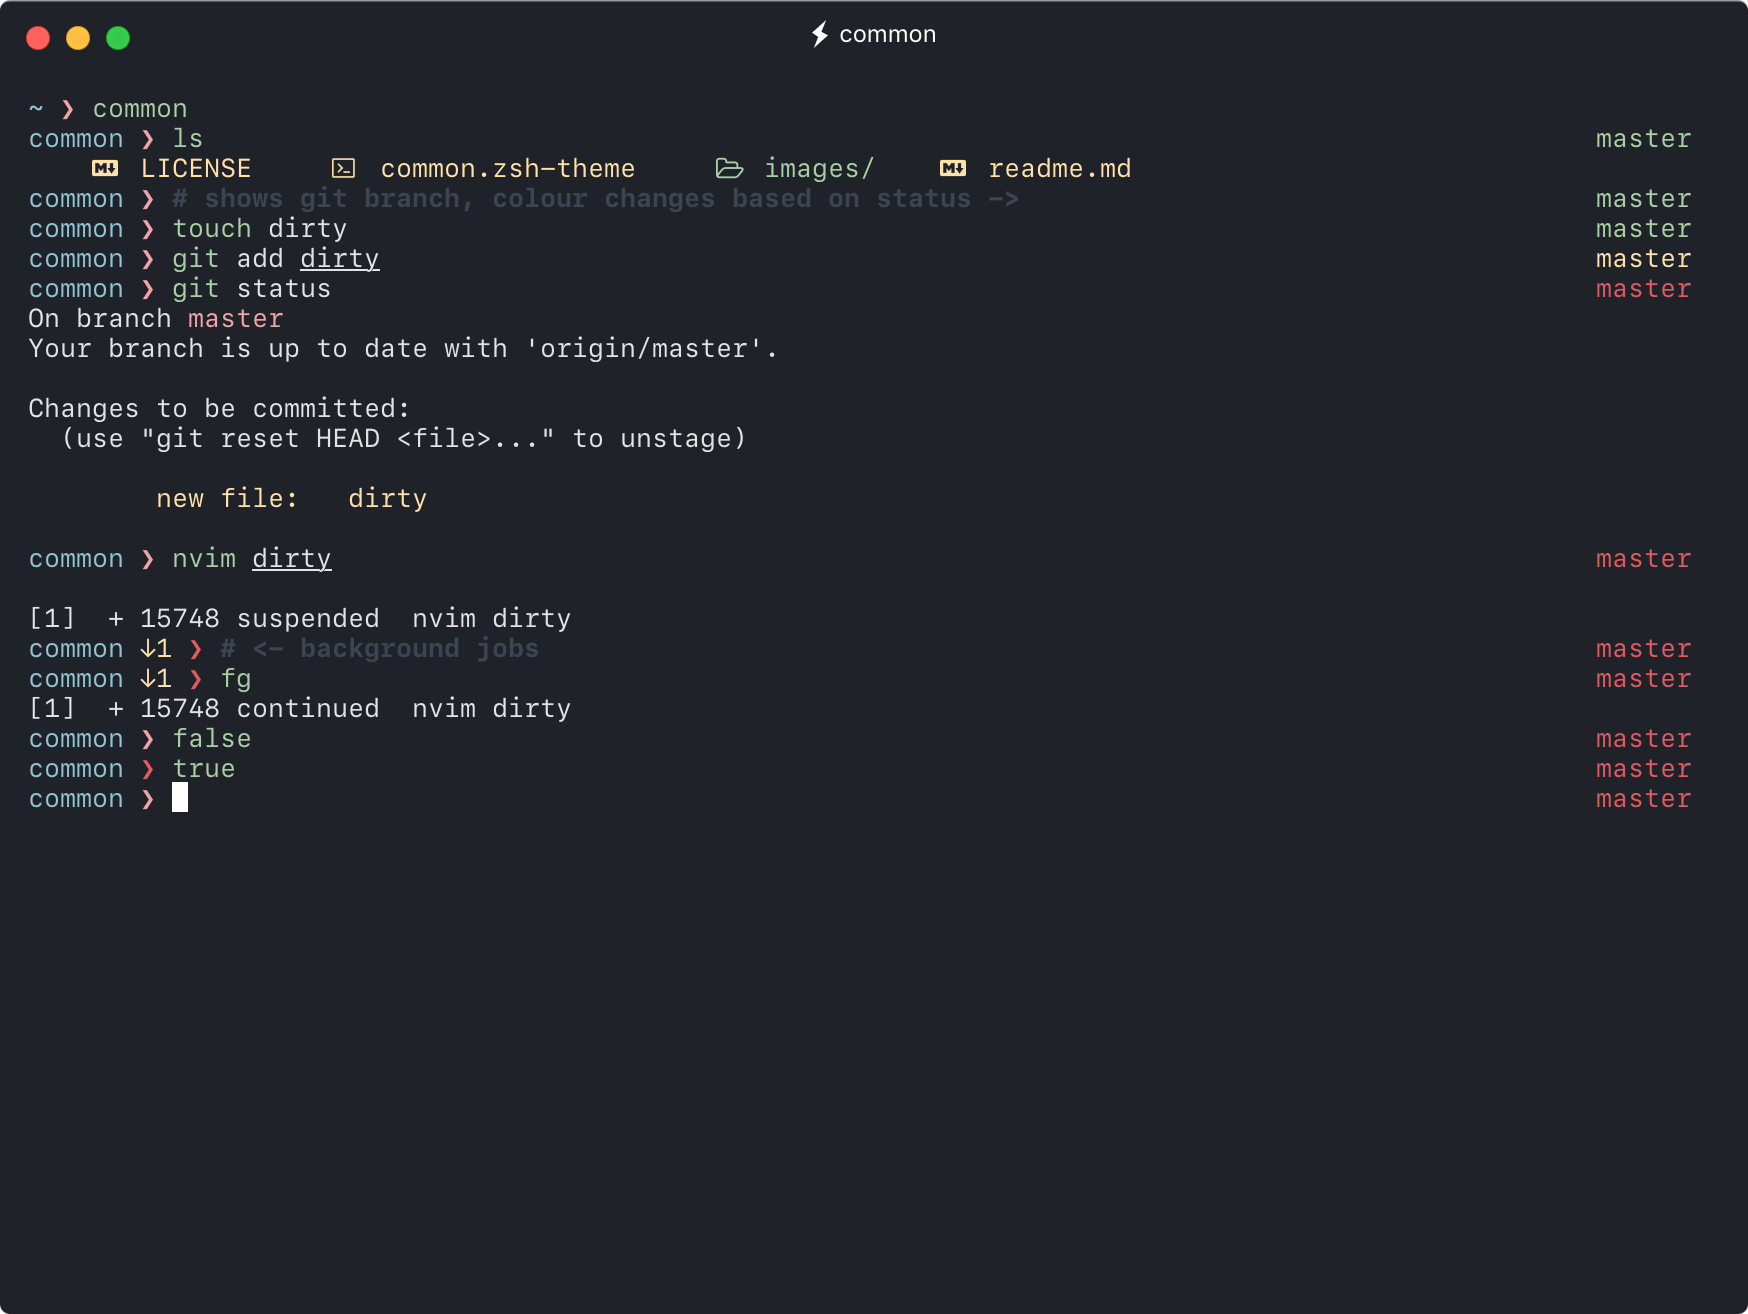 common
~ ❯ common
common ❯ ls master
LICENSE common.zsh-theme images/ readme.md
common ❯ # shows git branch, colour changes based on status -> master
common ❯ touch dirty master
common ❯ git add dirty master
common ❯ git status master
On branch master
Your branch is up to date with 'origin/master'.
Changes to be committed:
(use "git reset HEAD <file>..." to unstage)
new file: dirty
common ❯ nvim dirty master
[1] + 15748 suspended nvim dirty
common ↓1 ❯ # <- background jobs master
common ↓1 ❯ fg master
[1] + 15748 continued nvim dirty
common ❯ false master
common ❯ true master
common ❯ master